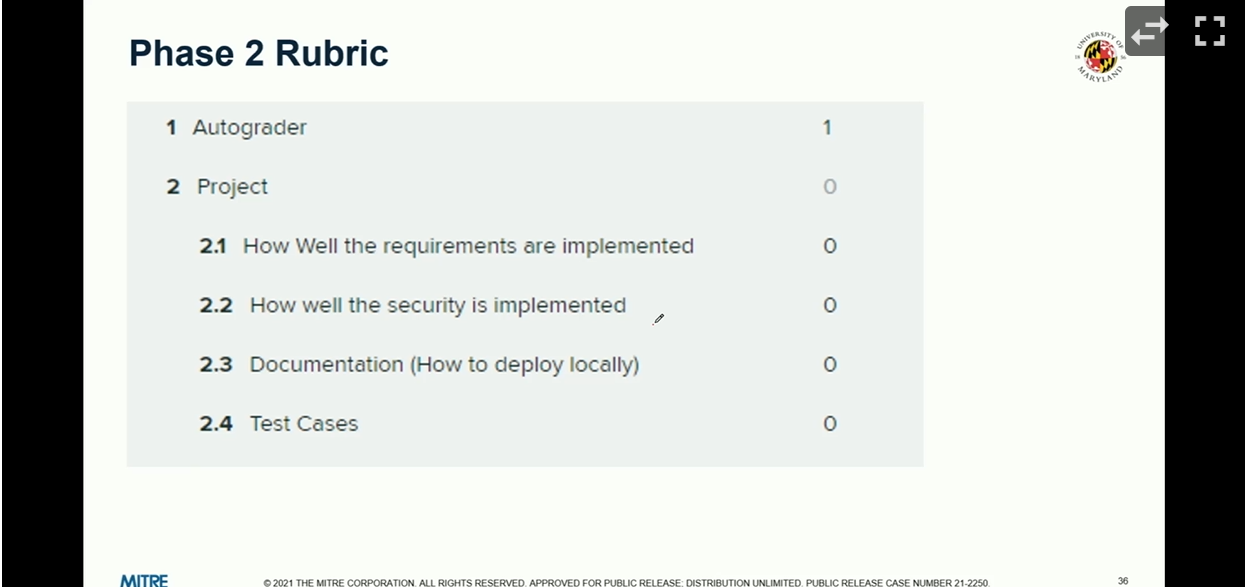 Phase 2 Rubric
UNIVERSITY OF
MARYLAND
1 Autograder 1
2 Project 0
2.1 How Well the requirements are implemented 0
2.2 How well the security is implemented 0
2.3 Documentation (How to deploy locally) 0
2.4 Test Cases 0
MITRE © 2021 THE MITRE CORPORATION. ALL RIGHTS RESERVED. APPROVED FOR PUBLIC RELEASE; DISTRIBUTION UNLIMITED. PUBLIC RELEASE CASE NUMBER 21-2250. 36